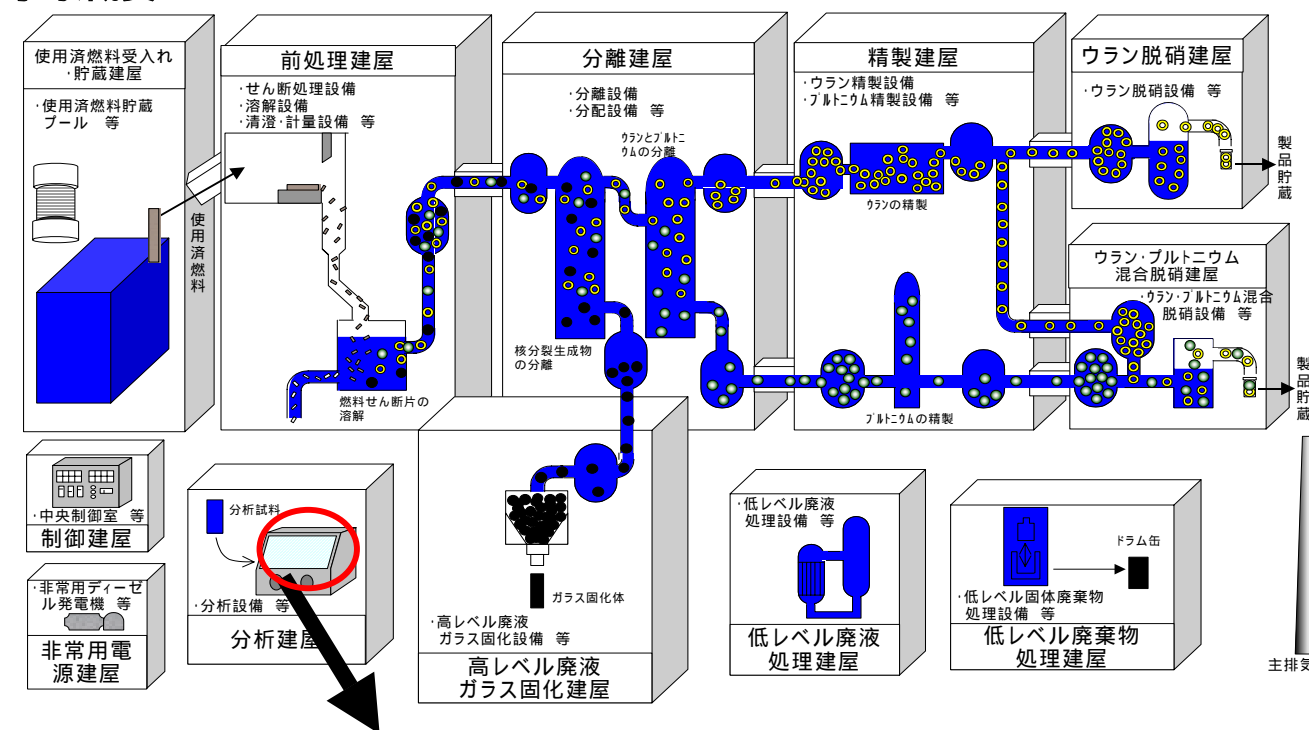 使用済燃料受入れ
・貯蔵建屋
・使用済燃料貯蔵
プール 等
使用済燃料
前処理建屋
・せん断処理設備
・溶解設備
・清澄・計量設備 等
燃料せん断片の
溶解
分離建屋
・分離設備
・分配設備 等
ウランとプルトニ
ウムの分離
核分裂生成物
の分離
精製建屋
・ウラン精製設備
・プルトニウム精製設備 等
ウランの精製
プルトニウムの精製
ウラン脱硝建屋
・ウラン脱硝設備 等
製品貯蔵
ウラン・プルトニウム
混合脱硝建屋
・ウラン・プルトニウム混合
脱硝設備 等
製品貯蔵
・中央制御室 等
制御建屋
・非常用ディーゼ
ル発電機 等
非常用電
源建屋
分析試料
・分析設備 等
分析建屋
ガラス固化体
・高レベル廃液
ガラス固化設備 等
高レベル廃液
ガラス固化建屋
・低レベル廃液
処理設備 等
低レベル廃液
処理建屋
ドラム缶
・低レベル固体廃棄物
処理設備 等
低レベル廃棄物
処理建屋
主排気